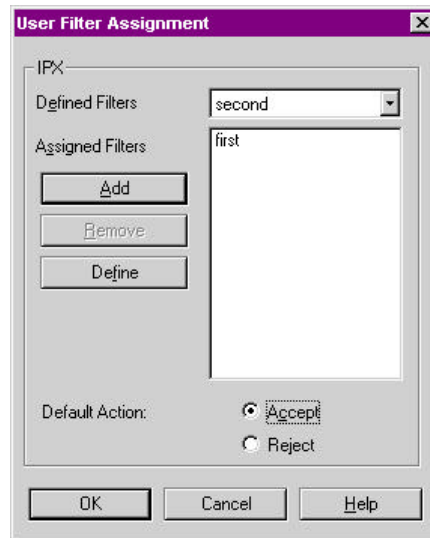 User Filter Assignment
IPX
Defined Filters
second
Assigned Filters
first
Add
Remove
Define
Default Action:
Accept
Reject
OK
Cancel
Help